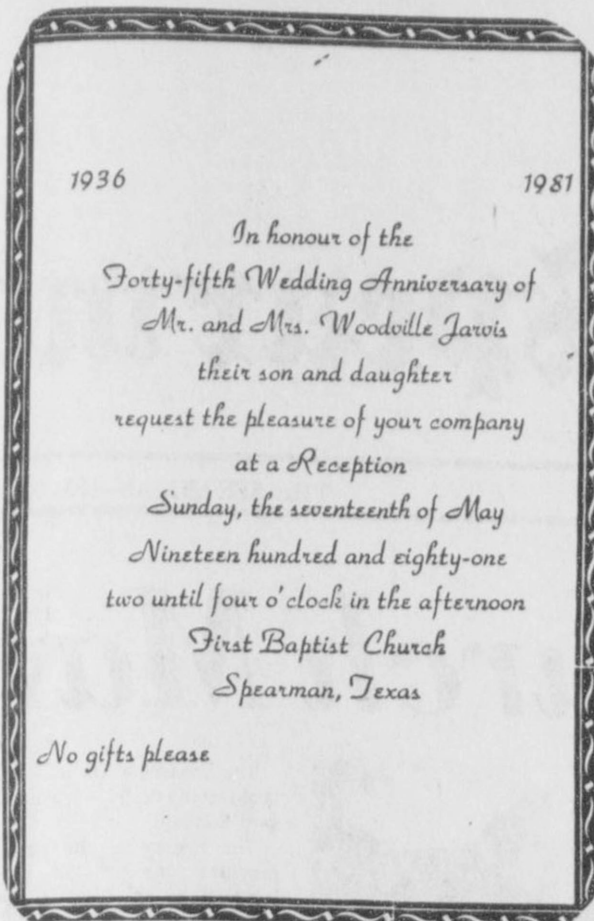 1936 1981
In honour of the
Forty-fifth Wedding Anniversary of
Mr. and Mrs. Woodville Jarvis
their son and daughter
request the pleasure of your company
at a Reception
Sunday, the seventeenth of May
Nineteen hundred and eighty-one
two until four o'clock in the afternoon
First Baptist Church
Spearman, Texas
No gifts please